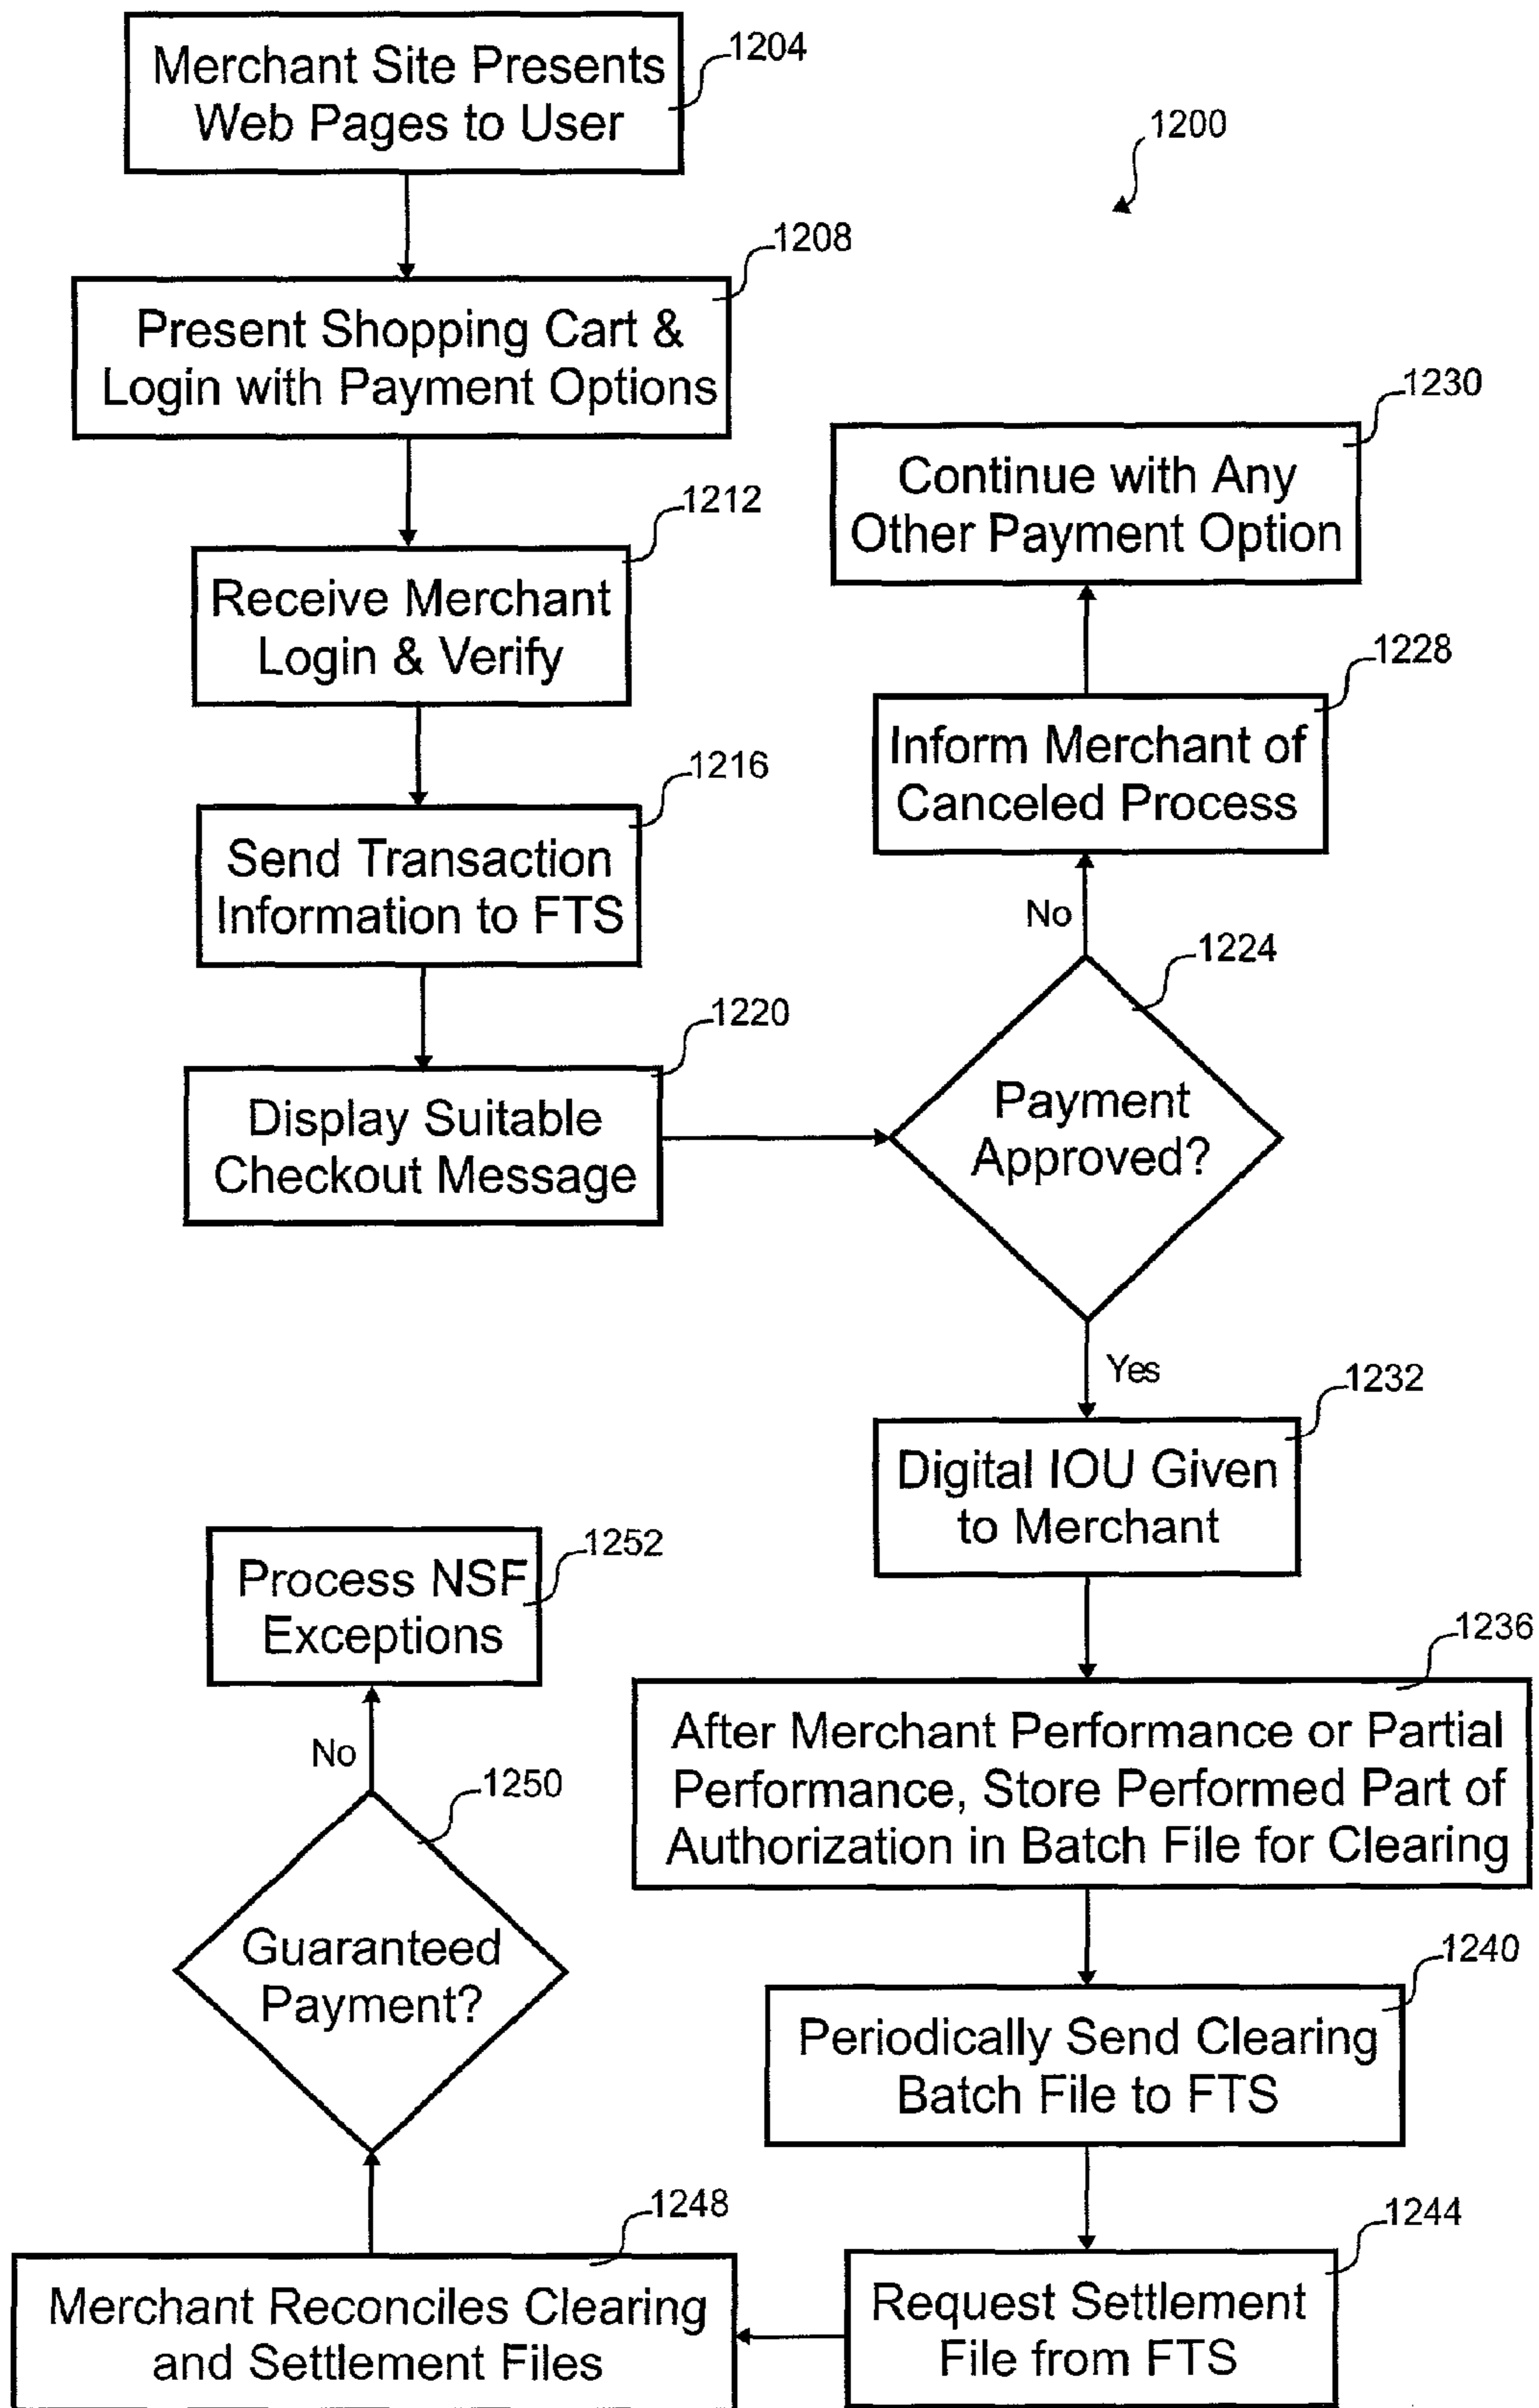 1204
Merchant Site Presents
Web Pages to User
1200
1208
Present Shopping Cart &
Login with Payment Options
1230
Continue with Any
Other Payment Option
1212
Receive Merchant
Login & Verify
1228
Inform Merchant of
Canceled Process
1216
Send Transaction
Information to FTS
No
1224
Payment
Approved?
1220
Display Suitable
Checkout Message
Yes
1232
Digital IOU Given
to Merchant
1252
Process NSF
Exceptions
1236
After Merchant Performance or Partial
Performance, Store Performed Part of
Authorization in Batch File for Clearing
No
1250
Guaranteed
Payment?
1240
Periodically Send Clearing
Batch File to FTS
1248
Merchant Reconciles Clearing
and Settlement Files
1244
Request Settlement
File from FTS